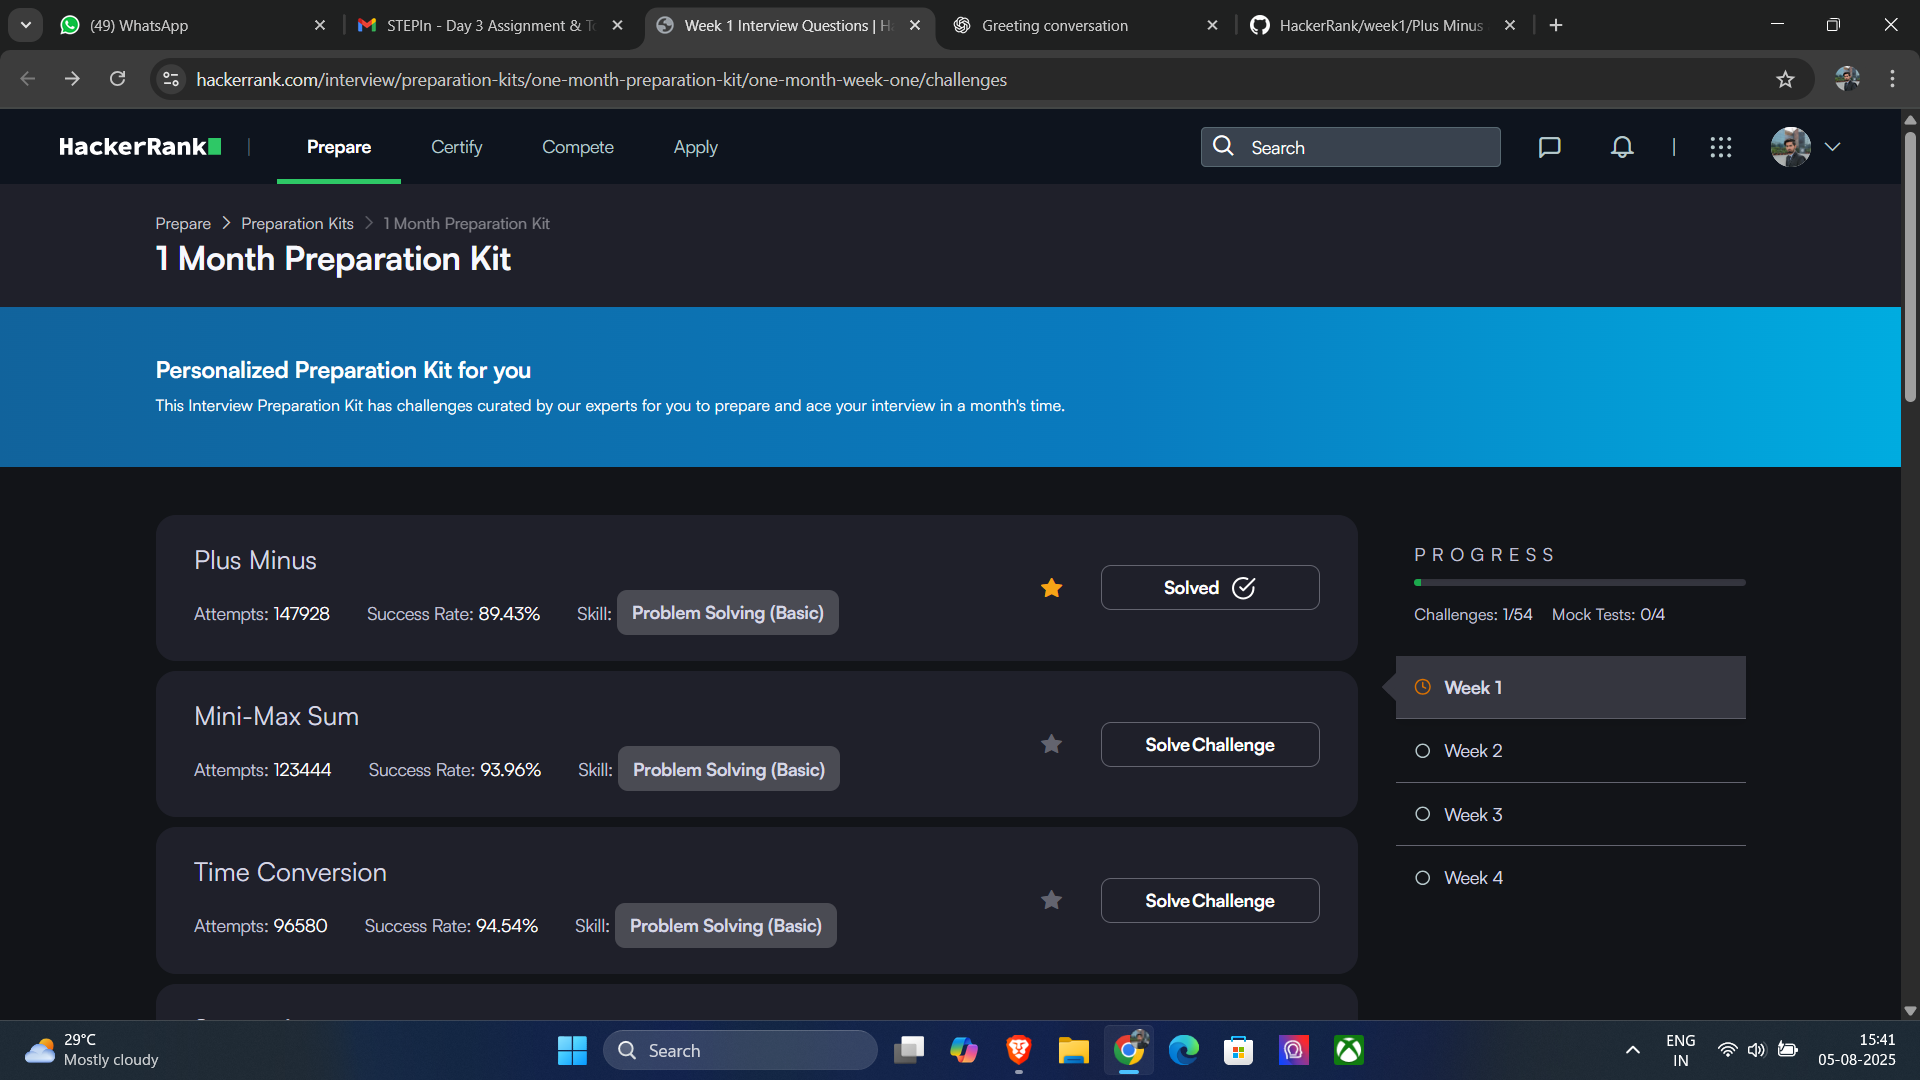 (49) WhatsApp
STEPIn - Day 3 Assignment & To
Week 1 Interview Questions | Ha
Greeting conversation
HackerRank/week1/Plus Minus
hackerrank.com/interview/preparation-kits/one-month-preparation-kit/one-month-week-one/challenges
HackerRank
Prepare
Certify
Compete
Apply
Search
Prepare > Preparation Kits > 1 Month Preparation Kit
1 Month Preparation Kit
Personalized Preparation Kit for you
This Interview Preparation Kit has challenges curated by our experts for you to prepare and ace your interview in a month's time.
Plus Minus
Attempts: 147928 Success Rate: 89.43% Skill: Problem Solving (Basic)
Solved
Mini-Max Sum
Attempts: 123444 Success Rate: 93.96% Skill: Problem Solving (Basic)
Solve Challenge
Time Conversion
Attempts: 96580 Success Rate: 94.54% Skill: Problem Solving (Basic)
Solve Challenge
PROGRESS
Challenges: 1/54 Mock Tests: 0/4
Week 1
Week 2
Week 3
Week 4
29°C
Mostly cloudy
Search
ENG
IN
15:41
05-08-2025